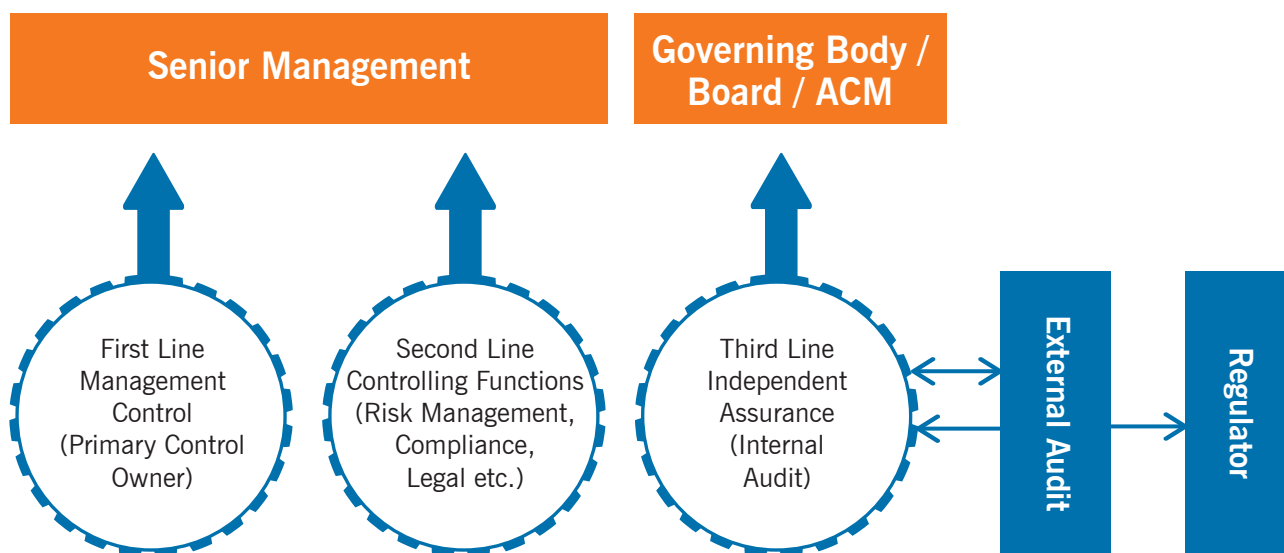 Senior Management
Governing Body /
Board / ACM
First Line
Management
Control
(Primary Control
Owner)
Second Line
Controlling Functions
(Risk Management,
Compliance,
Legal etc.)
Third Line
Independent
Assurance
(Internal
Audit)
External Audit
Regulator